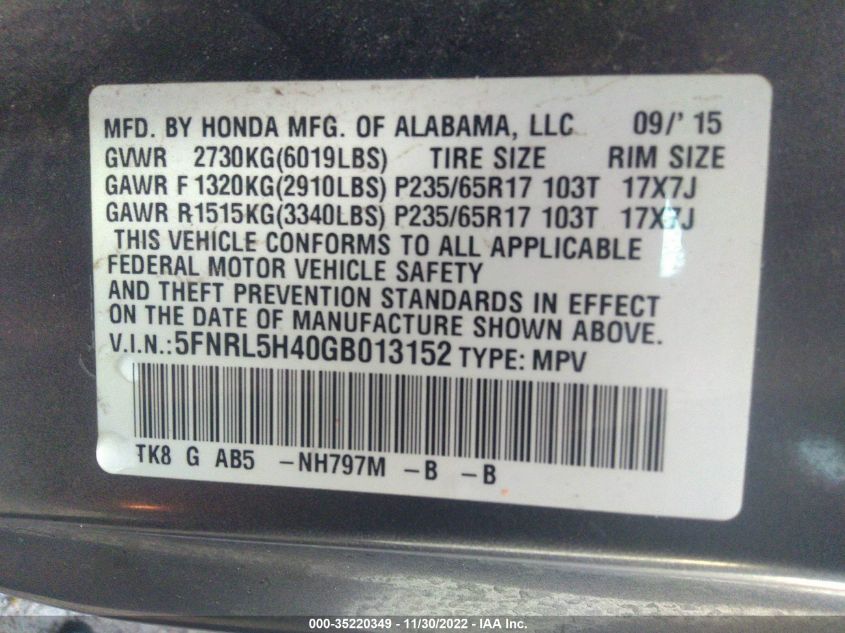 MFD. BY HONDA MFG. OF ALABAMA, LLC 09/' 15
GVWR 2730KG(6019LBS) TIRE SIZE RIM SIZE
GAWR F1320KG(2910LBS) P235/65R17 103T 17X7J
GAWR R1515KG(3340LBS) P235/65R17 103T 17X7J
THIS VEHICLE CONFORMS TO ALL APPLICABLE
FEDERAL MOTOR VEHICLE SAFETY
AND THEFT PREVENTION STANDARDS IN EFFECT
ON THE DATE OF MANUFACTURE SHOWN ABOVE.
V.I.N.:5FNRL5H40GB013152 TYPE: MPV
TK8 G AB5 -NH797M -B -B
000-35220349 - 11/30/2022 - IAA Inc.